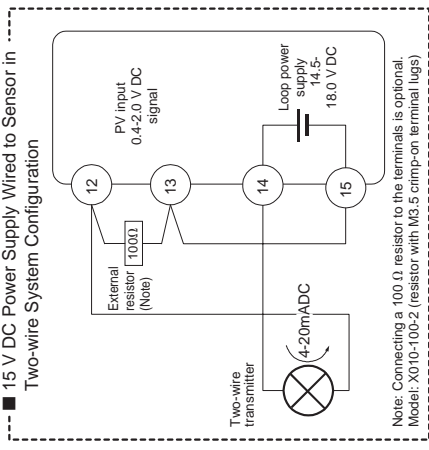 ■ 15 V DC Power Supply Wired to Sensor in
Two-wire System Configuration
PV input
0.4-2.0 V DC
signal
Loop power
supply
14.5-
18.0 V DC
12
13
14
15
External
resistor
(Note)
100Ω
Two-wire
transmitter
4-20mADC
Note: Connecting a 100 Ω resistor to the terminals is optional.
Model: X010-100-2 (resistor with M3.5 crimp-on terminal lugs)